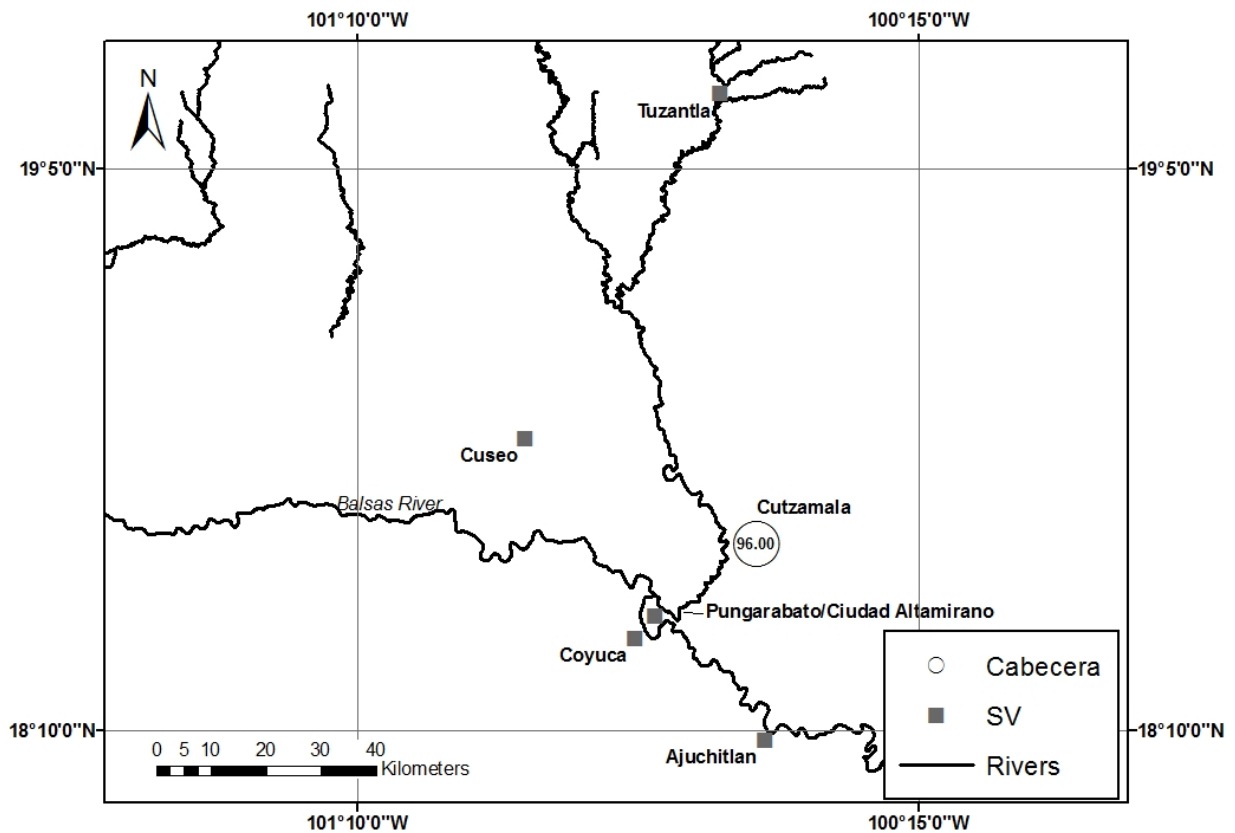 101°10'0"W 100°15'0"W
N
Tuzantla
19°5'0"N 19°5'0"N
Cuseo
Balsas River
Cutzamala
96.00
Pungarabato/Ciudad Altamirano
Coyuca
Cabecera
SV
Rivers
18°10'0"N 18°10'0"N
Ajuchitlan
0 5 10 20 30 40
Kilometers
101°10'0"W 100°15'0"W